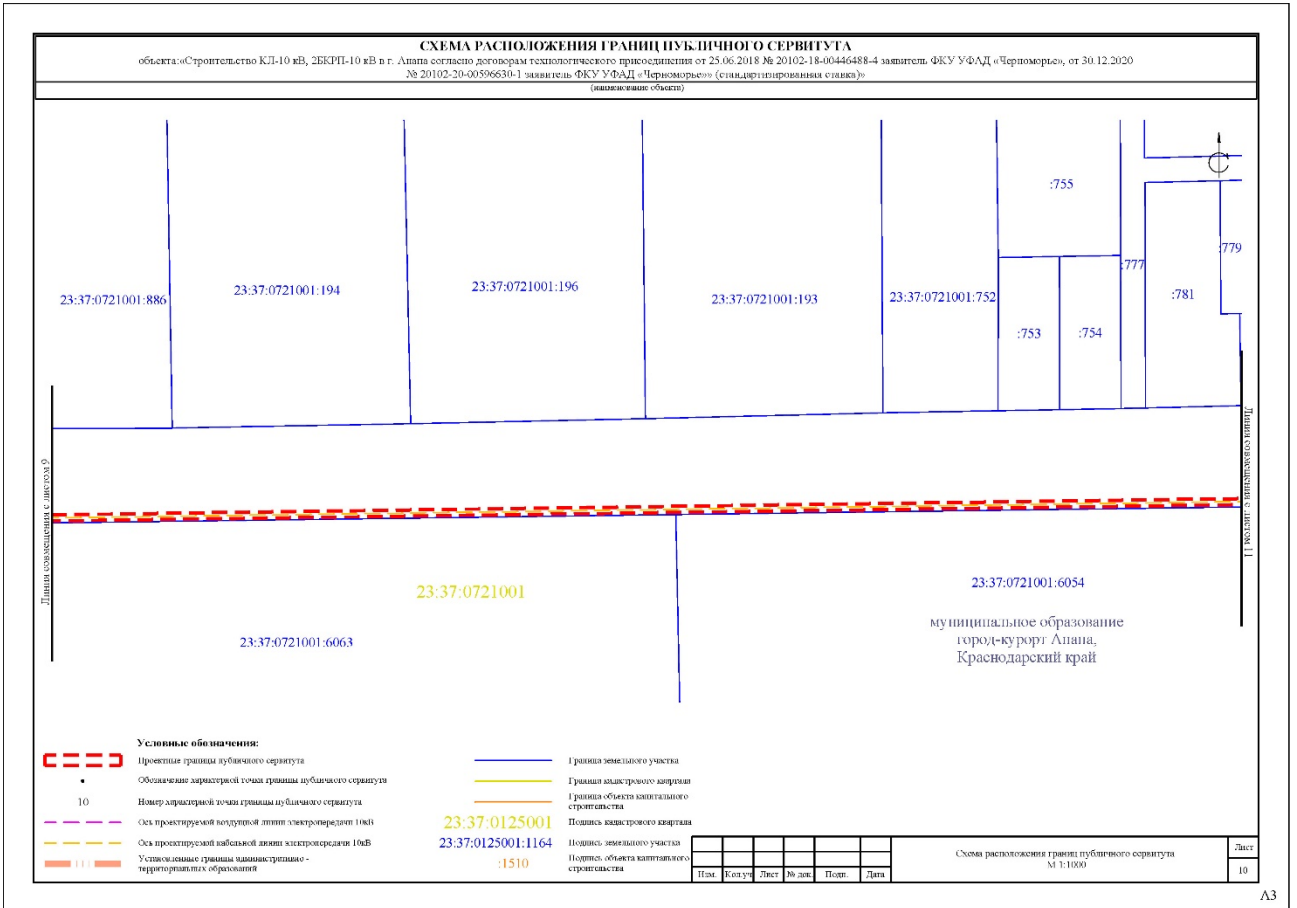 СХЕМА РАСПОЛОЖЕНИЯ ГРАНИЦ ПУБЛИЧНОГО СЕРВИТУТА
объекта:«Строительство КЛ-10 кВ, 2БКРП-10 кВ в г. Анапа согласно договорам технологического присоединения от 25.06.2018 № 20102-18-00446488-4 заявитель ФКУ УФАД «Черноморье», от 30.12.2020
№ 20102-20-00596630-1 заявитель ФКУ УФАД «Черноморье»» (стандартизированная ставка)»
(наименование объекта)
:755
:779
:777
23:37:0721001:886
23:37:0721001:194
23:37:0721001:196
23:37:0721001:193
23:37:0721001:752
:781
:753
:754
Линия совмещения с листом 9
Линия совмещения с листом 11
23:37:0721001
23:37:0721001:6054
23:37:0721001:6063
муниципальное образование
город-курорт Анапа,
Краснодарский край
Условные обозначения:
Проектные границы публичного сервитута
Обозначение характерной точки границы публичного сервитута
10
Номер характерной точки границы публичного сервитута
Ось проектируемой воздушной линии электропередачи 10кВ
Ось проектируемой кабельной линии электропередачи 10кВ
Установленные границы административно -
территориальных образований
Граница земельного участка
Граница кадастрового квартала
Граница объекта капитального
строительства
23:37:0125001
Подпись кадастрового квартала
23:37:0125001:1164
Подпись земельного участка
:1510
Подпись объекта капитального
строительства
Изм. Кол.уч Лист № док. Подп. Дата
Схема расположения границ публичного сервитута
М 1:1000
Лист
10
А3